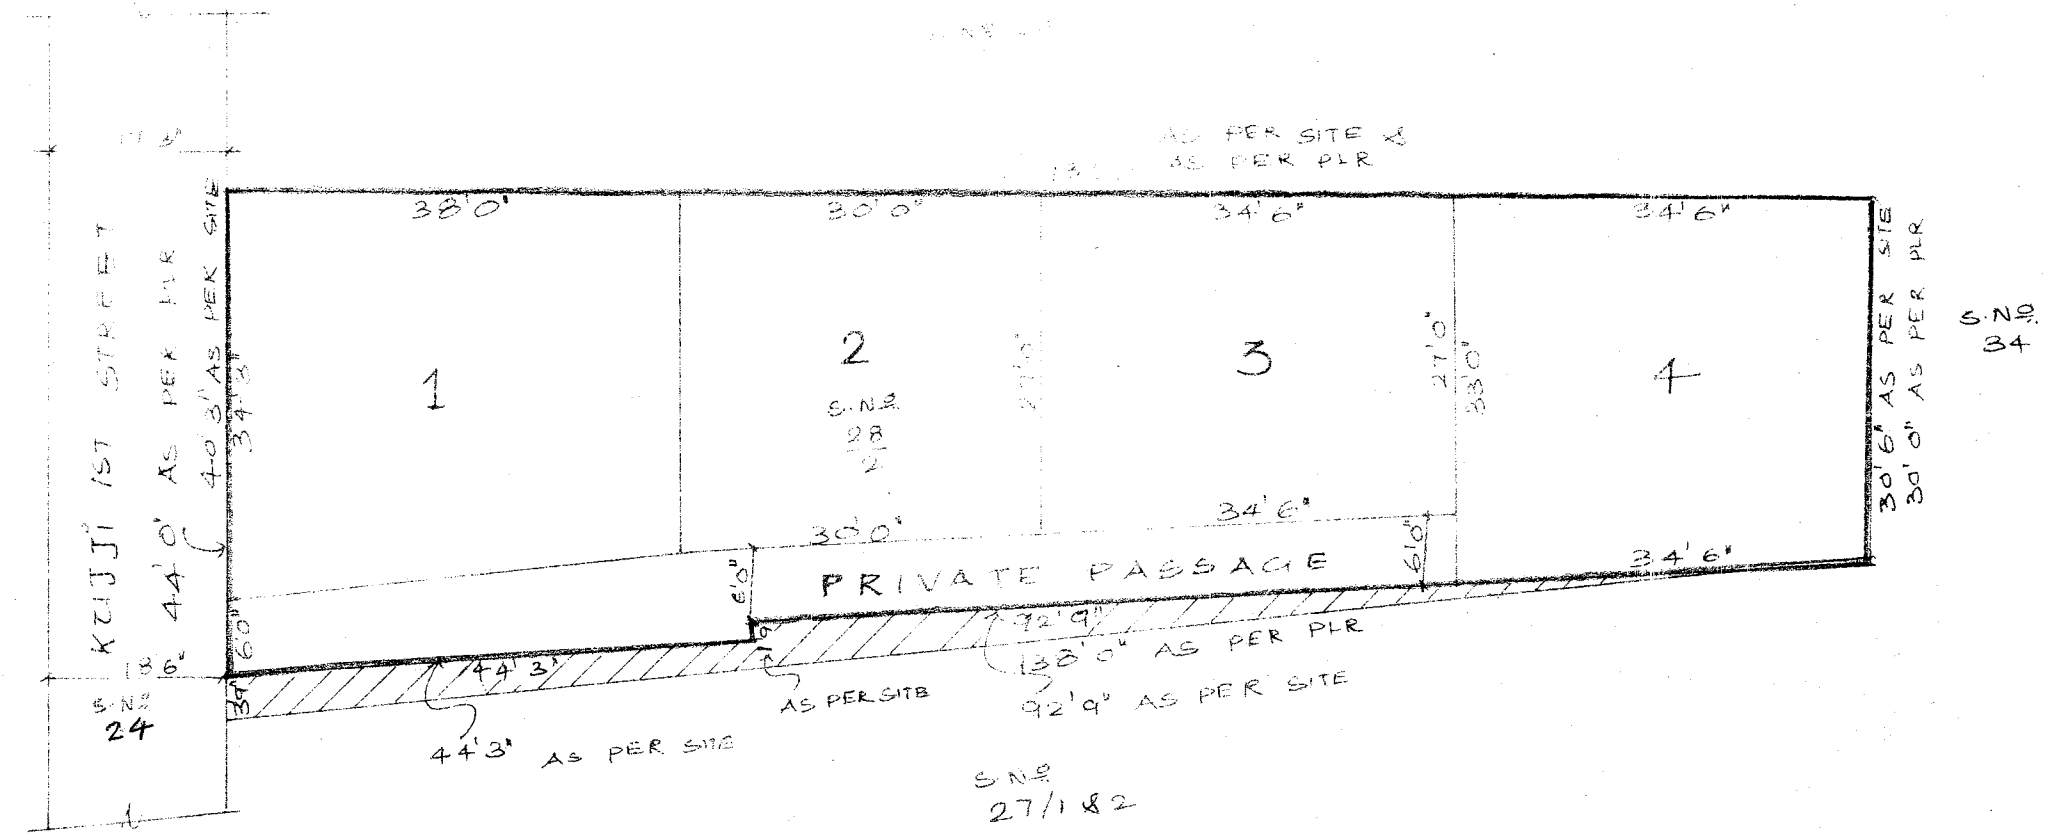 AS PER SITE &
AS PER PLR
38'0"
30'0"
34'6"
34'6"
KUJJI IST STREET
44'0" AS PER PLR
40'3" AS PER SITE
34'3"
1
2
S.No
28
2
27'0"
3
27'0"
33'0"
4
30'6" AS PER SITE
30'0" AS PER PLR
S.No
34
30'0"
34'6"
6'0"
6'0"
6'0"
PRIVATE PASSAGE
34'6"
18'6"
S.No
24
3'9"
44'3"
1'9"
92'9"
138'0" AS PER PLR
92'9" AS PER SITE
AS PER SITE
44'3" AS PER SITE
S.No
27/1 & 2